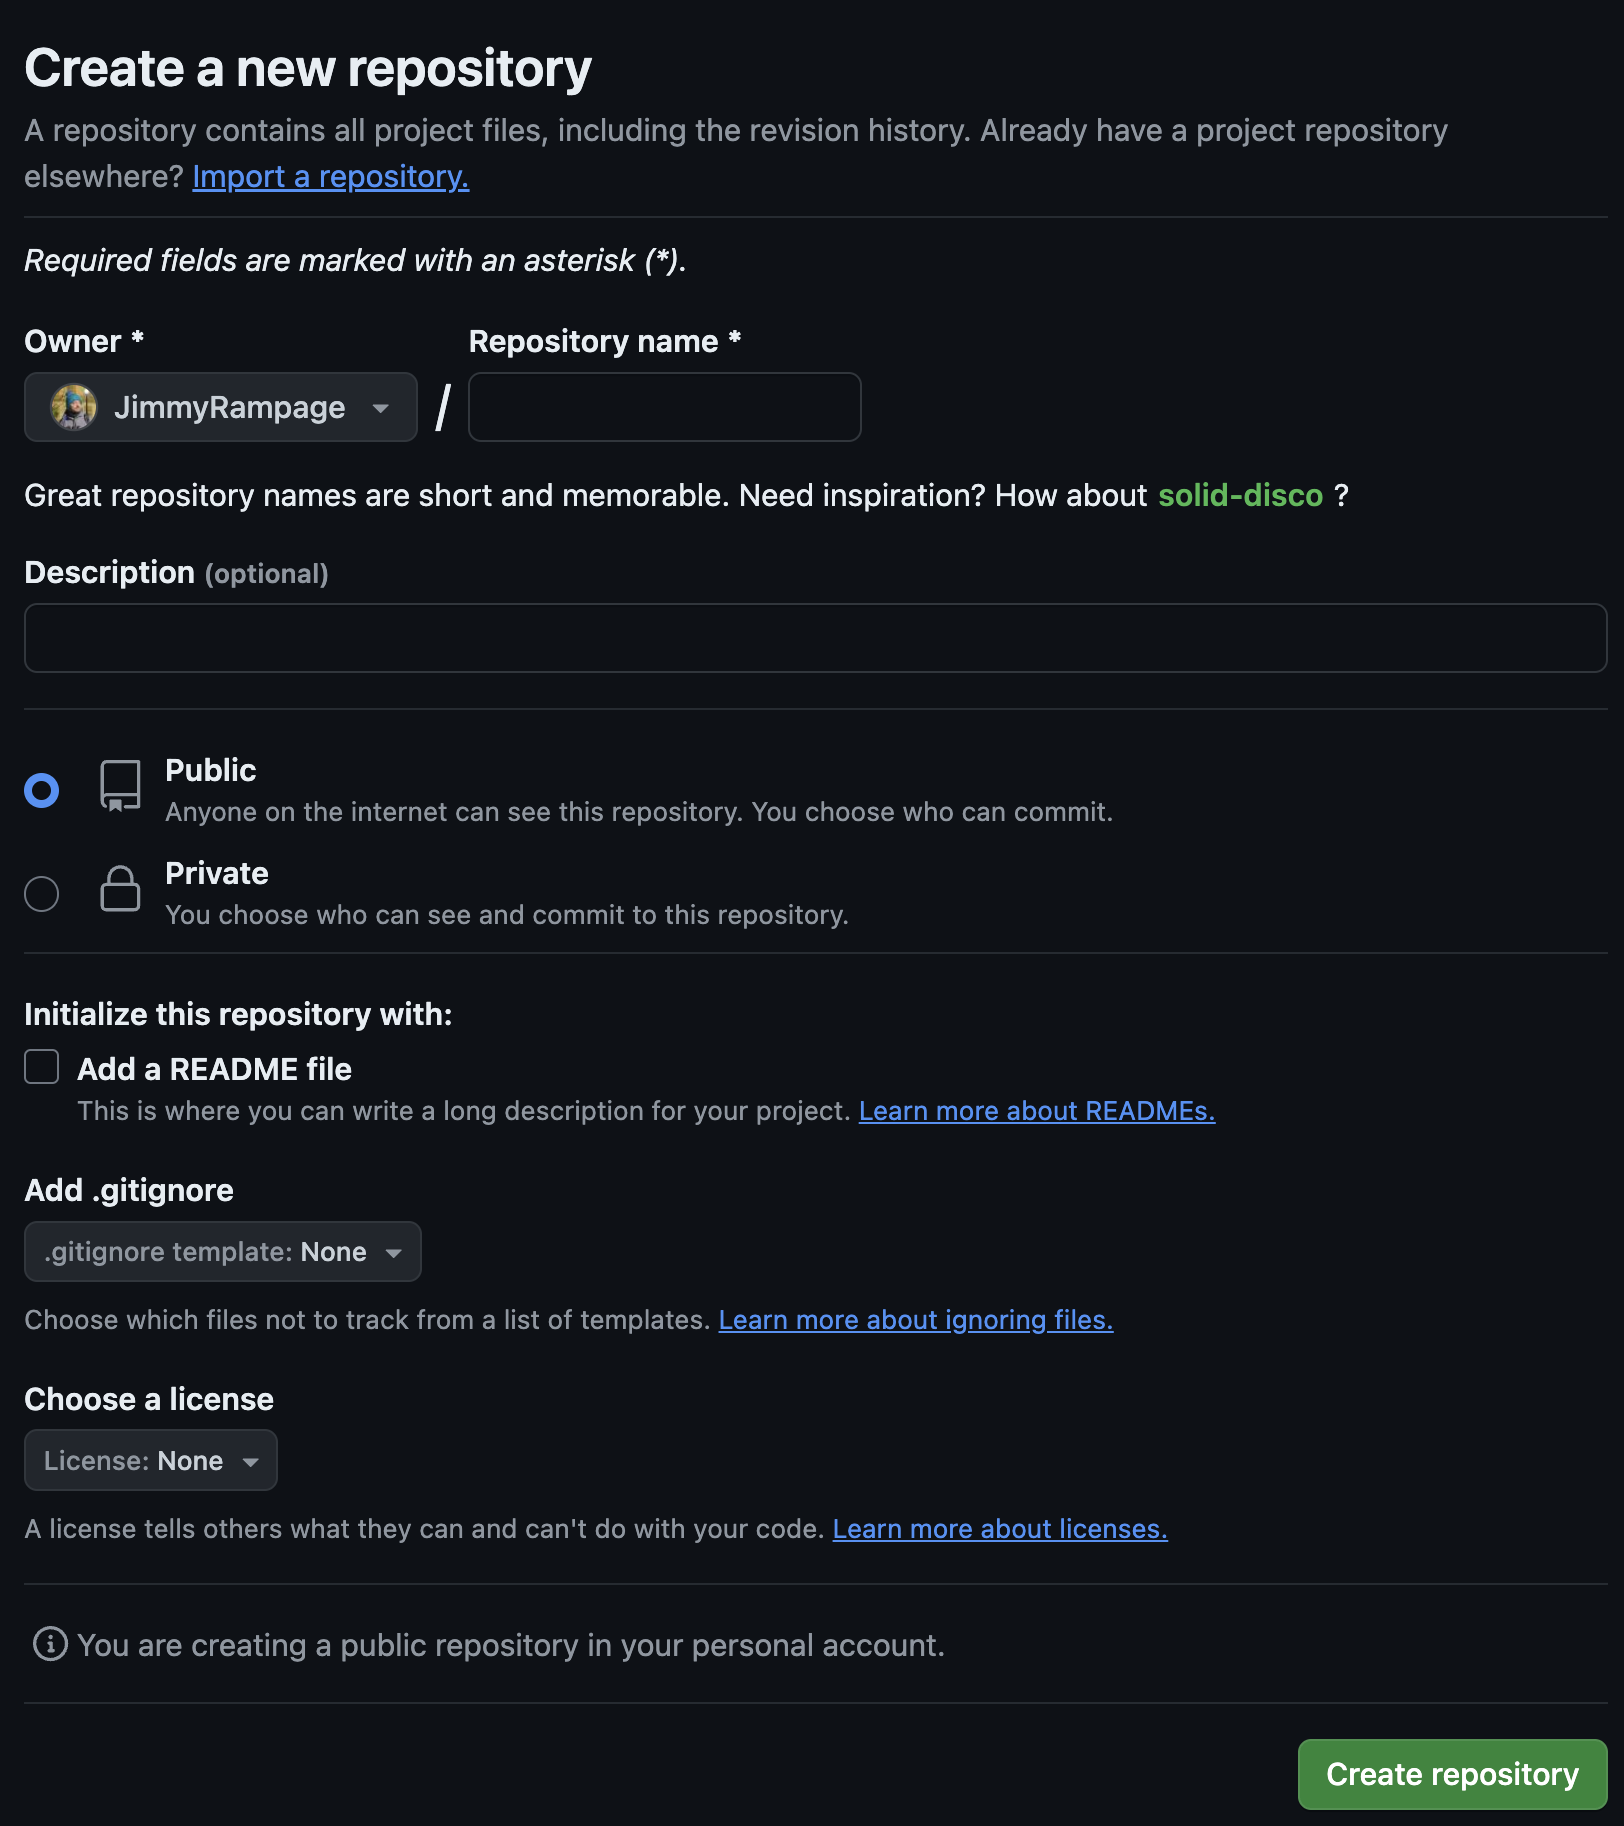 Create a new repository
A repository contains all project files, including the revision history. Already have a project repository
elsewhere? Import a repository.
Required fields are marked with an asterisk (*).
Owner *
Repository name *
JimmyRampage
/
Great repository names are short and memorable. Need inspiration? How about solid-disco ?
Description (optional)
Public
Anyone on the internet can see this repository. You choose who can commit.
Private
You choose who can see and commit to this repository.
Initialize this repository with:
Add a README file
This is where you can write a long description for your project. Learn more about READMEs.
Add .gitignore
.gitignore template: None
Choose which files not to track from a list of templates. Learn more about ignoring files.
Choose a license
License: None
A license tells others what they can and can't do with your code. Learn more about licenses.
You are creating a public repository in your personal account.
Create repository